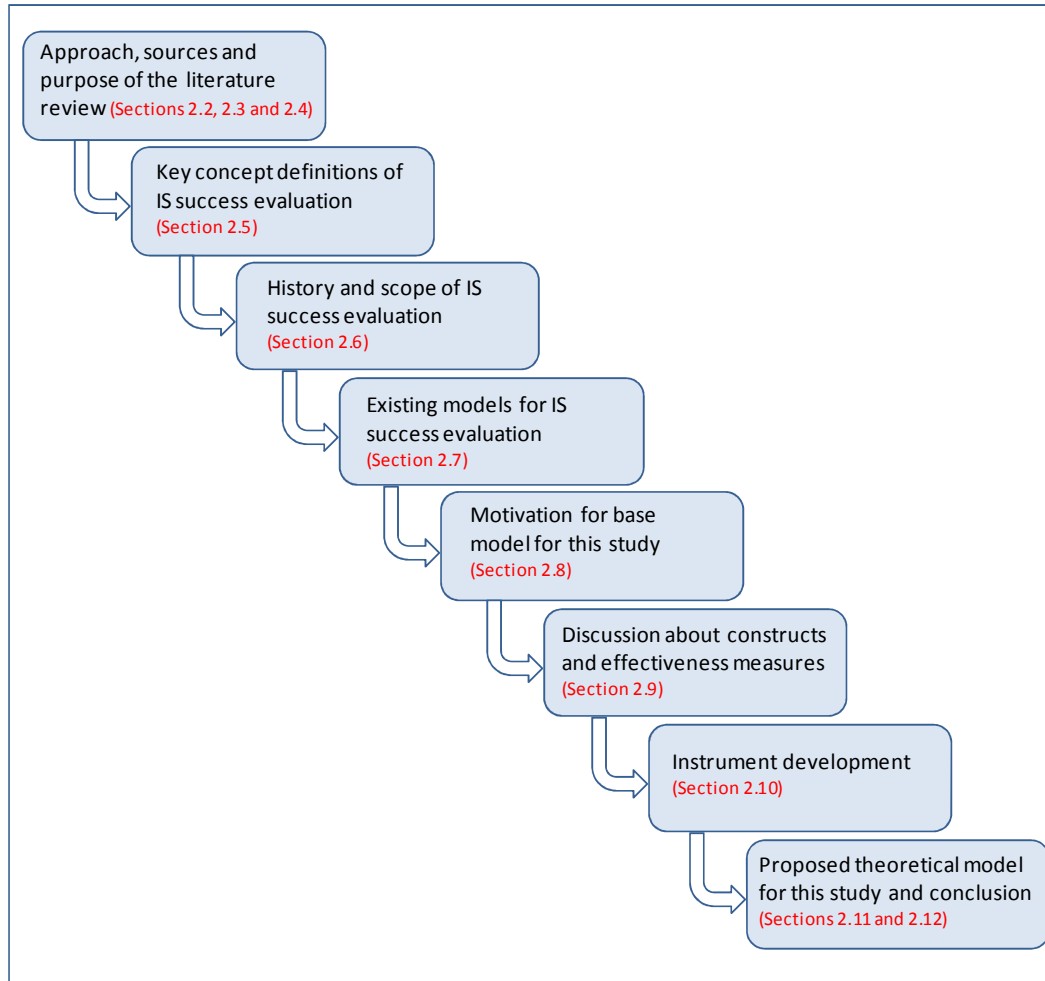 Approach, sources and
purpose of the literature
review (Sections 2.2, 2.3 and 2.4)
Key concept definitions of
IS success evaluation
(Section 2.5)
History and scope of IS
success evaluation
(Section 2.6)
Existing models for IS
success evaluation
(Section 2.7)
Motivation for base
model for this study
(Section 2.8)
Discussion about constructs
and effectiveness measures
(Section 2.9)
Instrument development
(Section 2.10)
Proposed theoretical model
for this study and conclusion
(Sections 2.11 and 2.12)